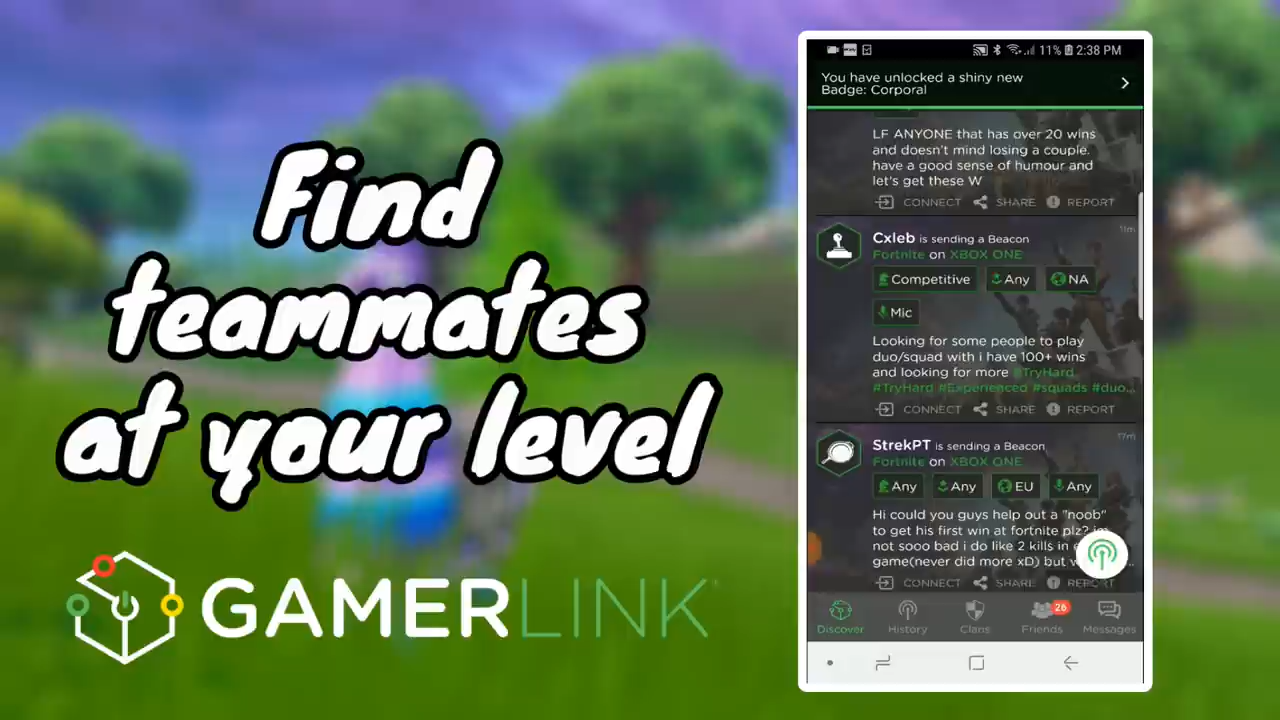 Find
teammates
at your level
GAMERLINK
11% 2:38 PM
You have unlocked a shiny new
Badge: Corporal
LF ANYONE that has over 20 wins
and doesn't mind losing a couple.
have a good sense of humour and
let's get these W
CONNECT SHARE REPORT
11m
Cxleb is sending a Beacon
Fortnite on XBOX ONE
Competitive Any NA
Mic
Looking for some people to play
duo/squad with i have 100+ wins
and looking for more #TryHard
#TryHard #Experienced #squads #duo...
CONNECT SHARE REPORT
17m
StrekPT is sending a Beacon
Fortnite on XBOX ONE
Any Any EU Any
Hi could you guys help out a "noob"
to get his first win at fortnite plz? im
not sooo bad i do like 2 kills in e
game(never did more xD) but w
CONNECT SHARE REPORT
Discover History Clans Friends 26 Messages